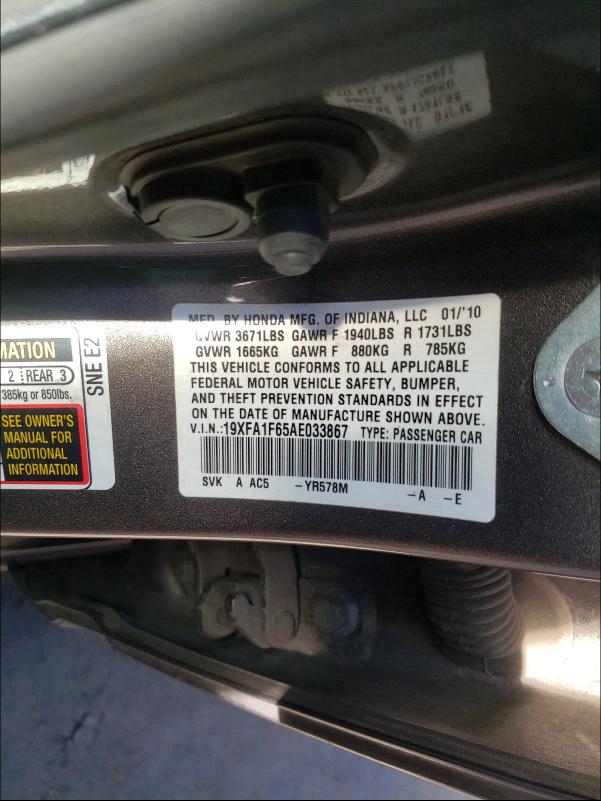 MFD. BY HONDA MFG. OF INDIANA, LLC 01/'10
GVWR 3671LBS GAWR F 1940LBS R 1731LBS
GVWR 1665KG GAWR F 880KG R 785KG
THIS VEHICLE CONFORMS TO ALL APPLICABLE
FEDERAL MOTOR VEHICLE SAFETY, BUMPER,
AND THEFT PREVENTION STANDARDS IN EFFECT
ON THE DATE OF MANUFACTURE SHOWN ABOVE.
V.I.N.:19XFA1F65AE033867 TYPE: PASSENGER CAR
SVK A AC5 -YR578M -A -E
MATION
2 REAR 3
385kg or 850lbs.
SEE OWNER'S
MANUAL FOR
ADDITIONAL
INFORMATION
SNE E2